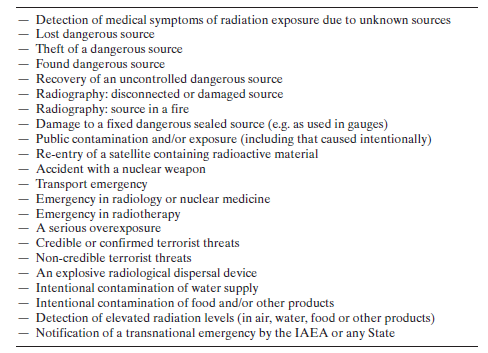 — Detection of medical symptoms of radiation exposure due to unknown sources
— Lost dangerous source
— Theft of a dangerous source
— Found dangerous source
— Recovery of an uncontrolled dangerous source
— Radiography: disconnected or damaged source
— Radiography: source in a fire
— Damage to a fixed dangerous sealed source (e.g. as used in gauges)
— Public contamination and/or exposure (including that caused intentionally)
— Re-entry of a satellite containing radioactive material
— Accident with a nuclear weapon
— Transport emergency
— Emergency in radiology or nuclear medicine
— Emergency in radiotherapy
— A serious overexposure
— Credible or confirmed terrorist threats
— Non-credible terrorist threats
— An explosive radiological dispersal device
— Intentional contamination of water supply
— Intentional contamination of food and/or other products
— Detection of elevated radiation levels (in air, water, food or other products)
— Notification of a transnational emergency by the IAEA or any State